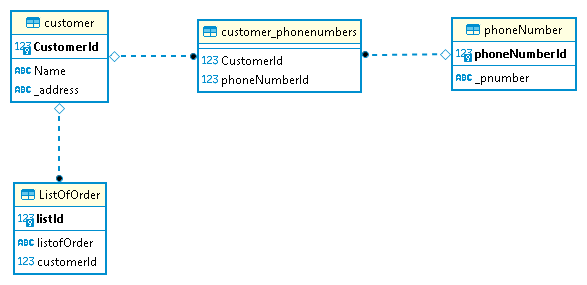 customer
123 CustomerId
ABC Name
ABC _address
customer_phonenumbers
123 CustomerId
123 phoneNumberId
phoneNumber
123 phoneNumberId
ABC _pnumber
ListOfOrder
123 listId
ABC listofOrder
123 customerId